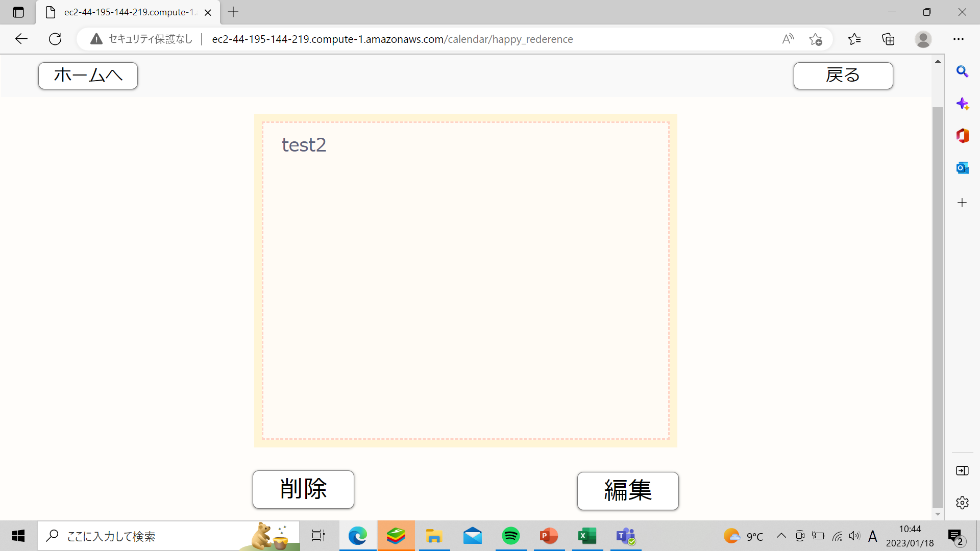 ec2-44-195-144-219.compute-1.
セキュリティ保護なし
ec2-44-195-144-219.compute-1.amazonaws.com/calendar/happy_rederence
ホームへ
戻る
test2
削除
編集
ここに入力して検索
9°C
A
10:44
2023/01/18
2